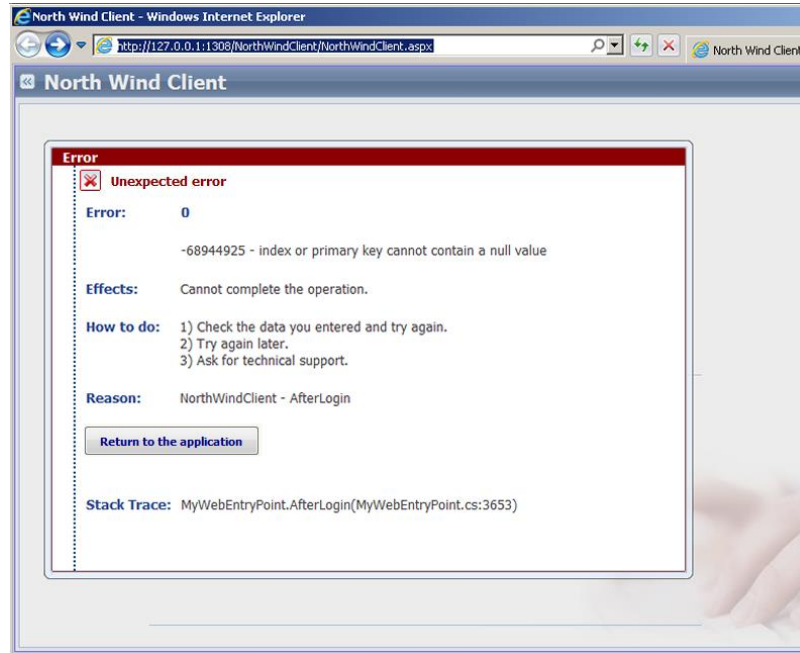 North Wind Client - Windows Internet Explorer
http://127.0.0.1:1308/NorthWindClient/NorthWindClient.aspx
North Wind Client
North Wind Client
Error
Unexpected error
Error: 0
-68944925 - index or primary key cannot contain a null value
Effects: Cannot complete the operation.
How to do: 1) Check the data you entered and try again.
2) Try again later.
3) Ask for technical support.
Reason: NorthWindClient - AfterLogin
Return to the application
Stack Trace: MyWebEntryPoint.AfterLogin(MyWebEntryPoint.cs:3653)